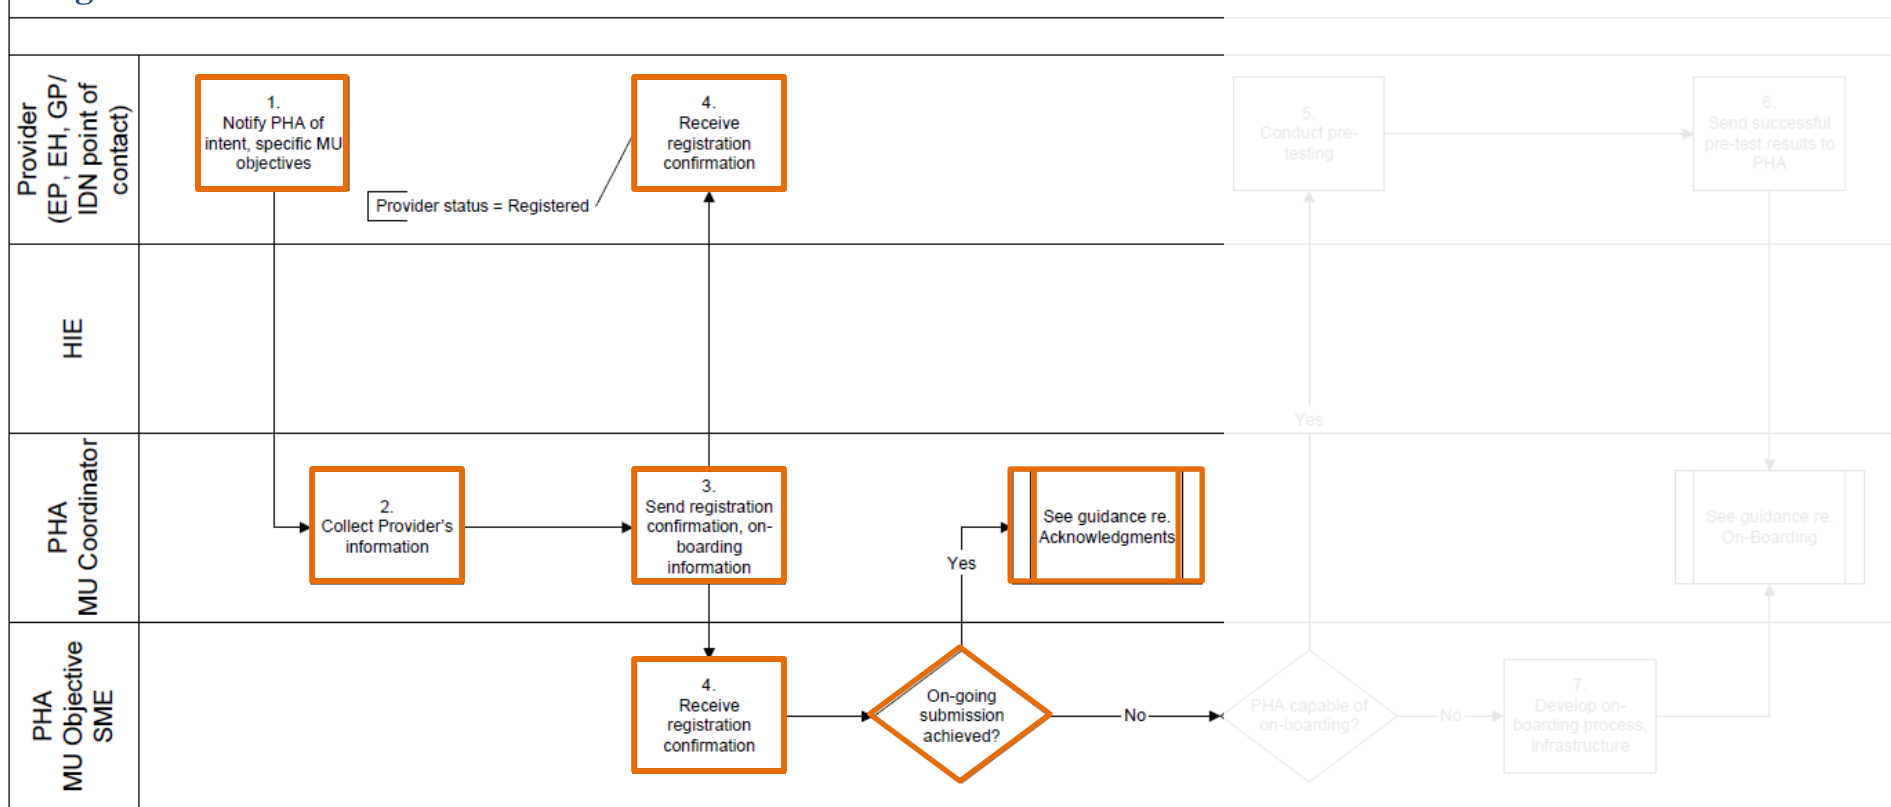 Provider
(EP, EH, GP/
IDN point of
contact)
1.
Notify PHA of
intent, specific MU
objectives
4.
Receive
registration
confirmation
Provider status = Registered
5.
Conduct pre-
testing
6.
Send successful
pre-test results to
PHA
HIE
Yes
PHA
MU Coordinator
2.
Collect Provider's
information
3.
Send registration
confirmation, on-
boarding
information
Yes
See guidance re.
Acknowledgments
See guidance re.
On-Boarding
PHA
MU Objective
SME
4.
Receive
registration
confirmation
On-going
submission
achieved?
No
PHA capable of
on-boarding?
No
7.
Develop on-
boarding process,
infrastructure